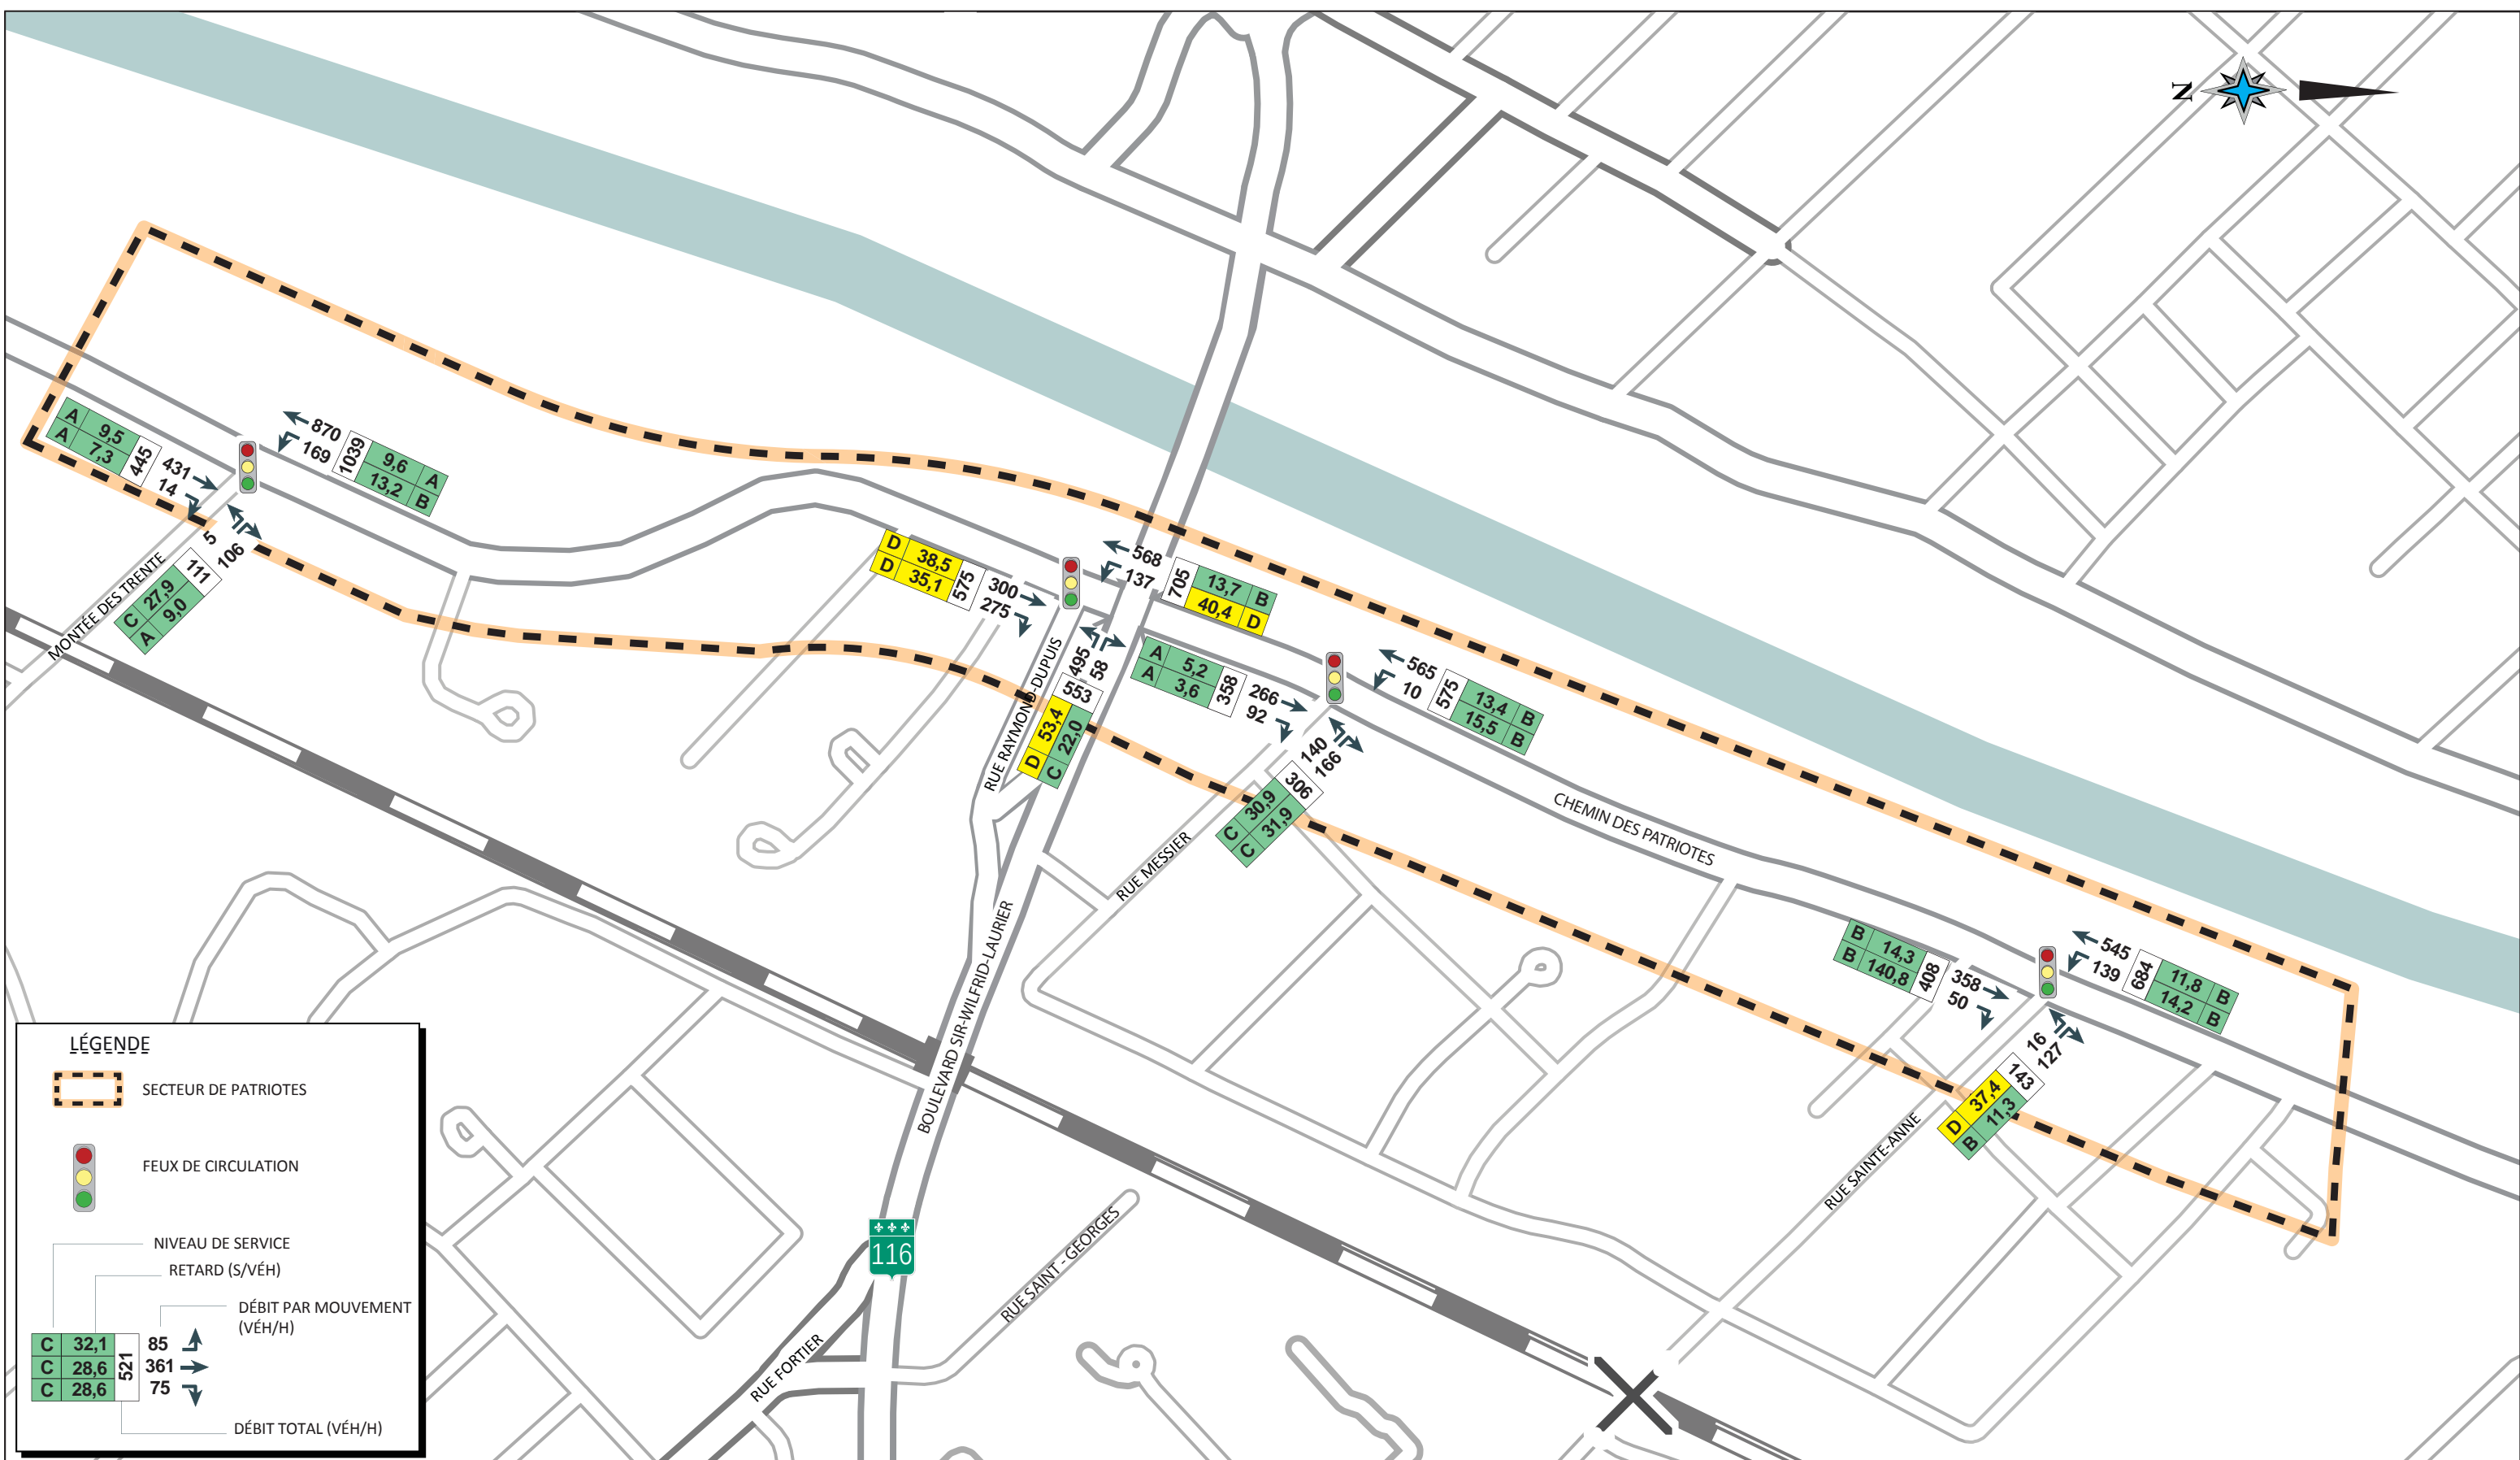 N
A 9,5
A 7,3
445
431
14
870
169
1039
9,6 A
13,2 B
5
106
111
C 27,9
A 9,0
MONTÉE DES TRENTE
D 38,5
D 35,1
575
300
275
568
137
705
13,7 B
40,4 D
495
58
553
D 53,4
C 22,0
RUE RAYMOND-DUPUIS
A 5,2
A 3,6
358
266
92
565
10
575
13,4 B
15,5 B
140
166
306
C 30,9
C 31,9
RUE MESSIER
CHEMIN DES PATRIOTES
BOULEVARD SIR-WILFRID-LAURIER
B 14,3
B 140,8
408
358
50
545
139
684
11,8 B
14,2 B
16
127
143
D 37,4
B 11,3
RUE SAINTE-ANNE
116
RUE SAINT - GEORGES
RUE FORTIER
LÉGENDE
SECTEUR DE PATRIOTES
FEUX DE CIRCULATION
NIVEAU DE SERVICE
RETARD (S/VÉH)
DÉBIT PAR MOUVEMENT
(VÉH/H)
C 32,1 85
C 28,6 521 361
C 28,6 75
DÉBIT TOTAL (VÉH/H)